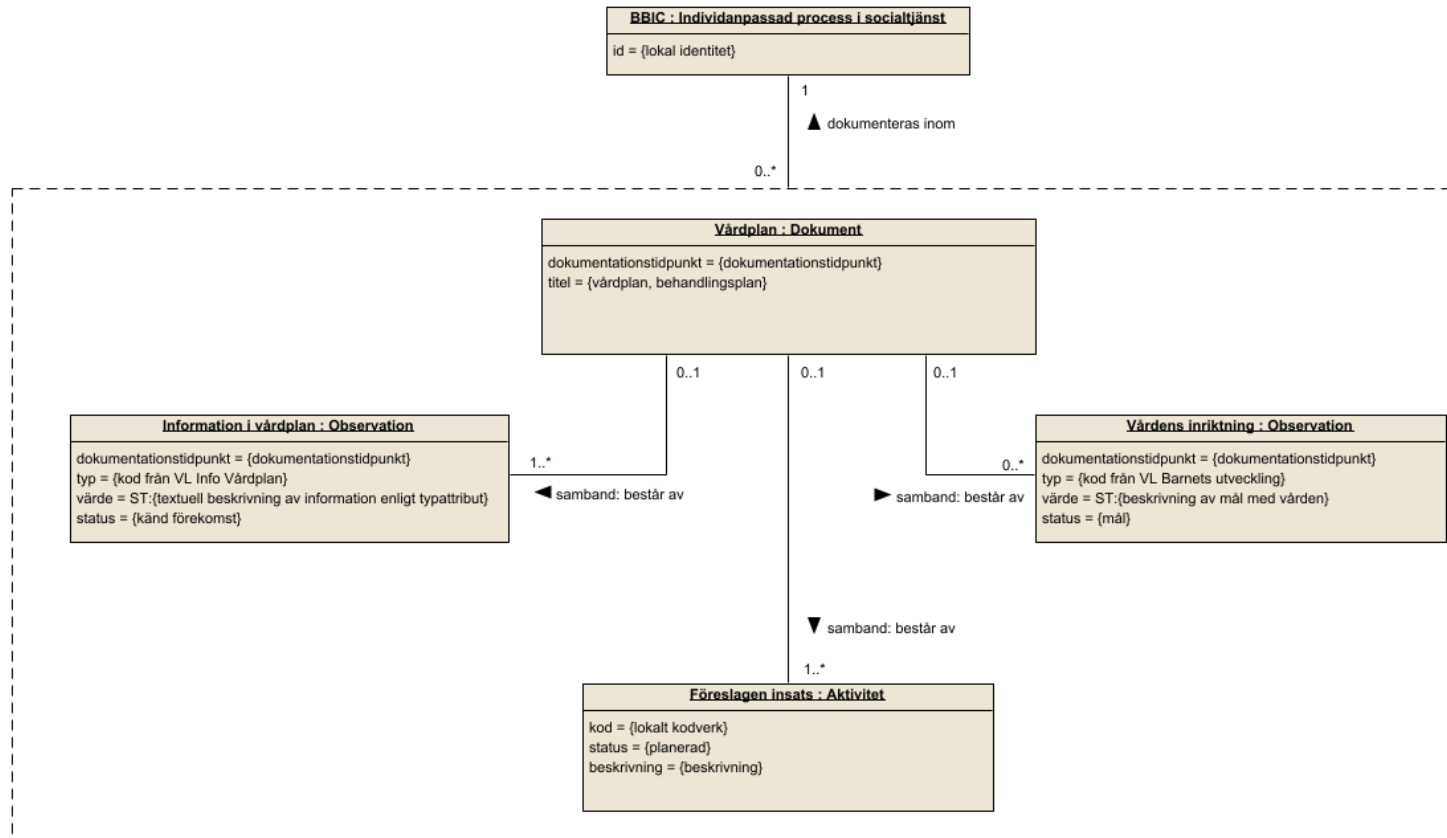 BBIC : Individanpassad process i socialtjänst
id = {lokal identitet}
1
dokumenteras inom
0..*
Vårdplan : Dokument
dokumentationstidpunkt = {dokumentationstidpunkt}
titel = {vårdplan, behandlingsplan}
0..1
0..1
0..1
Information i vårdplan : Observation
dokumentationstidpunkt = {dokumentationstidpunkt}
typ = {kod från VL Info Vårdplan}
värde = ST:{textuell beskrivning av information enligt typattribut}
status = {känd förekomst}
1..*
samband: består av
0..*
samband: består av
Vårdens inriktning : Observation
dokumentationstidpunkt = {dokumentationstidpunkt}
typ = {kod från VL Barnets utveckling}
värde = ST:{beskrivning av mål med vården}
status = {mål}
samband: består av
1..*
Föreslagen insats : Aktivitet
kod = {lokalt kodverk}
status = {planerad}
beskrivning = {beskrivning}